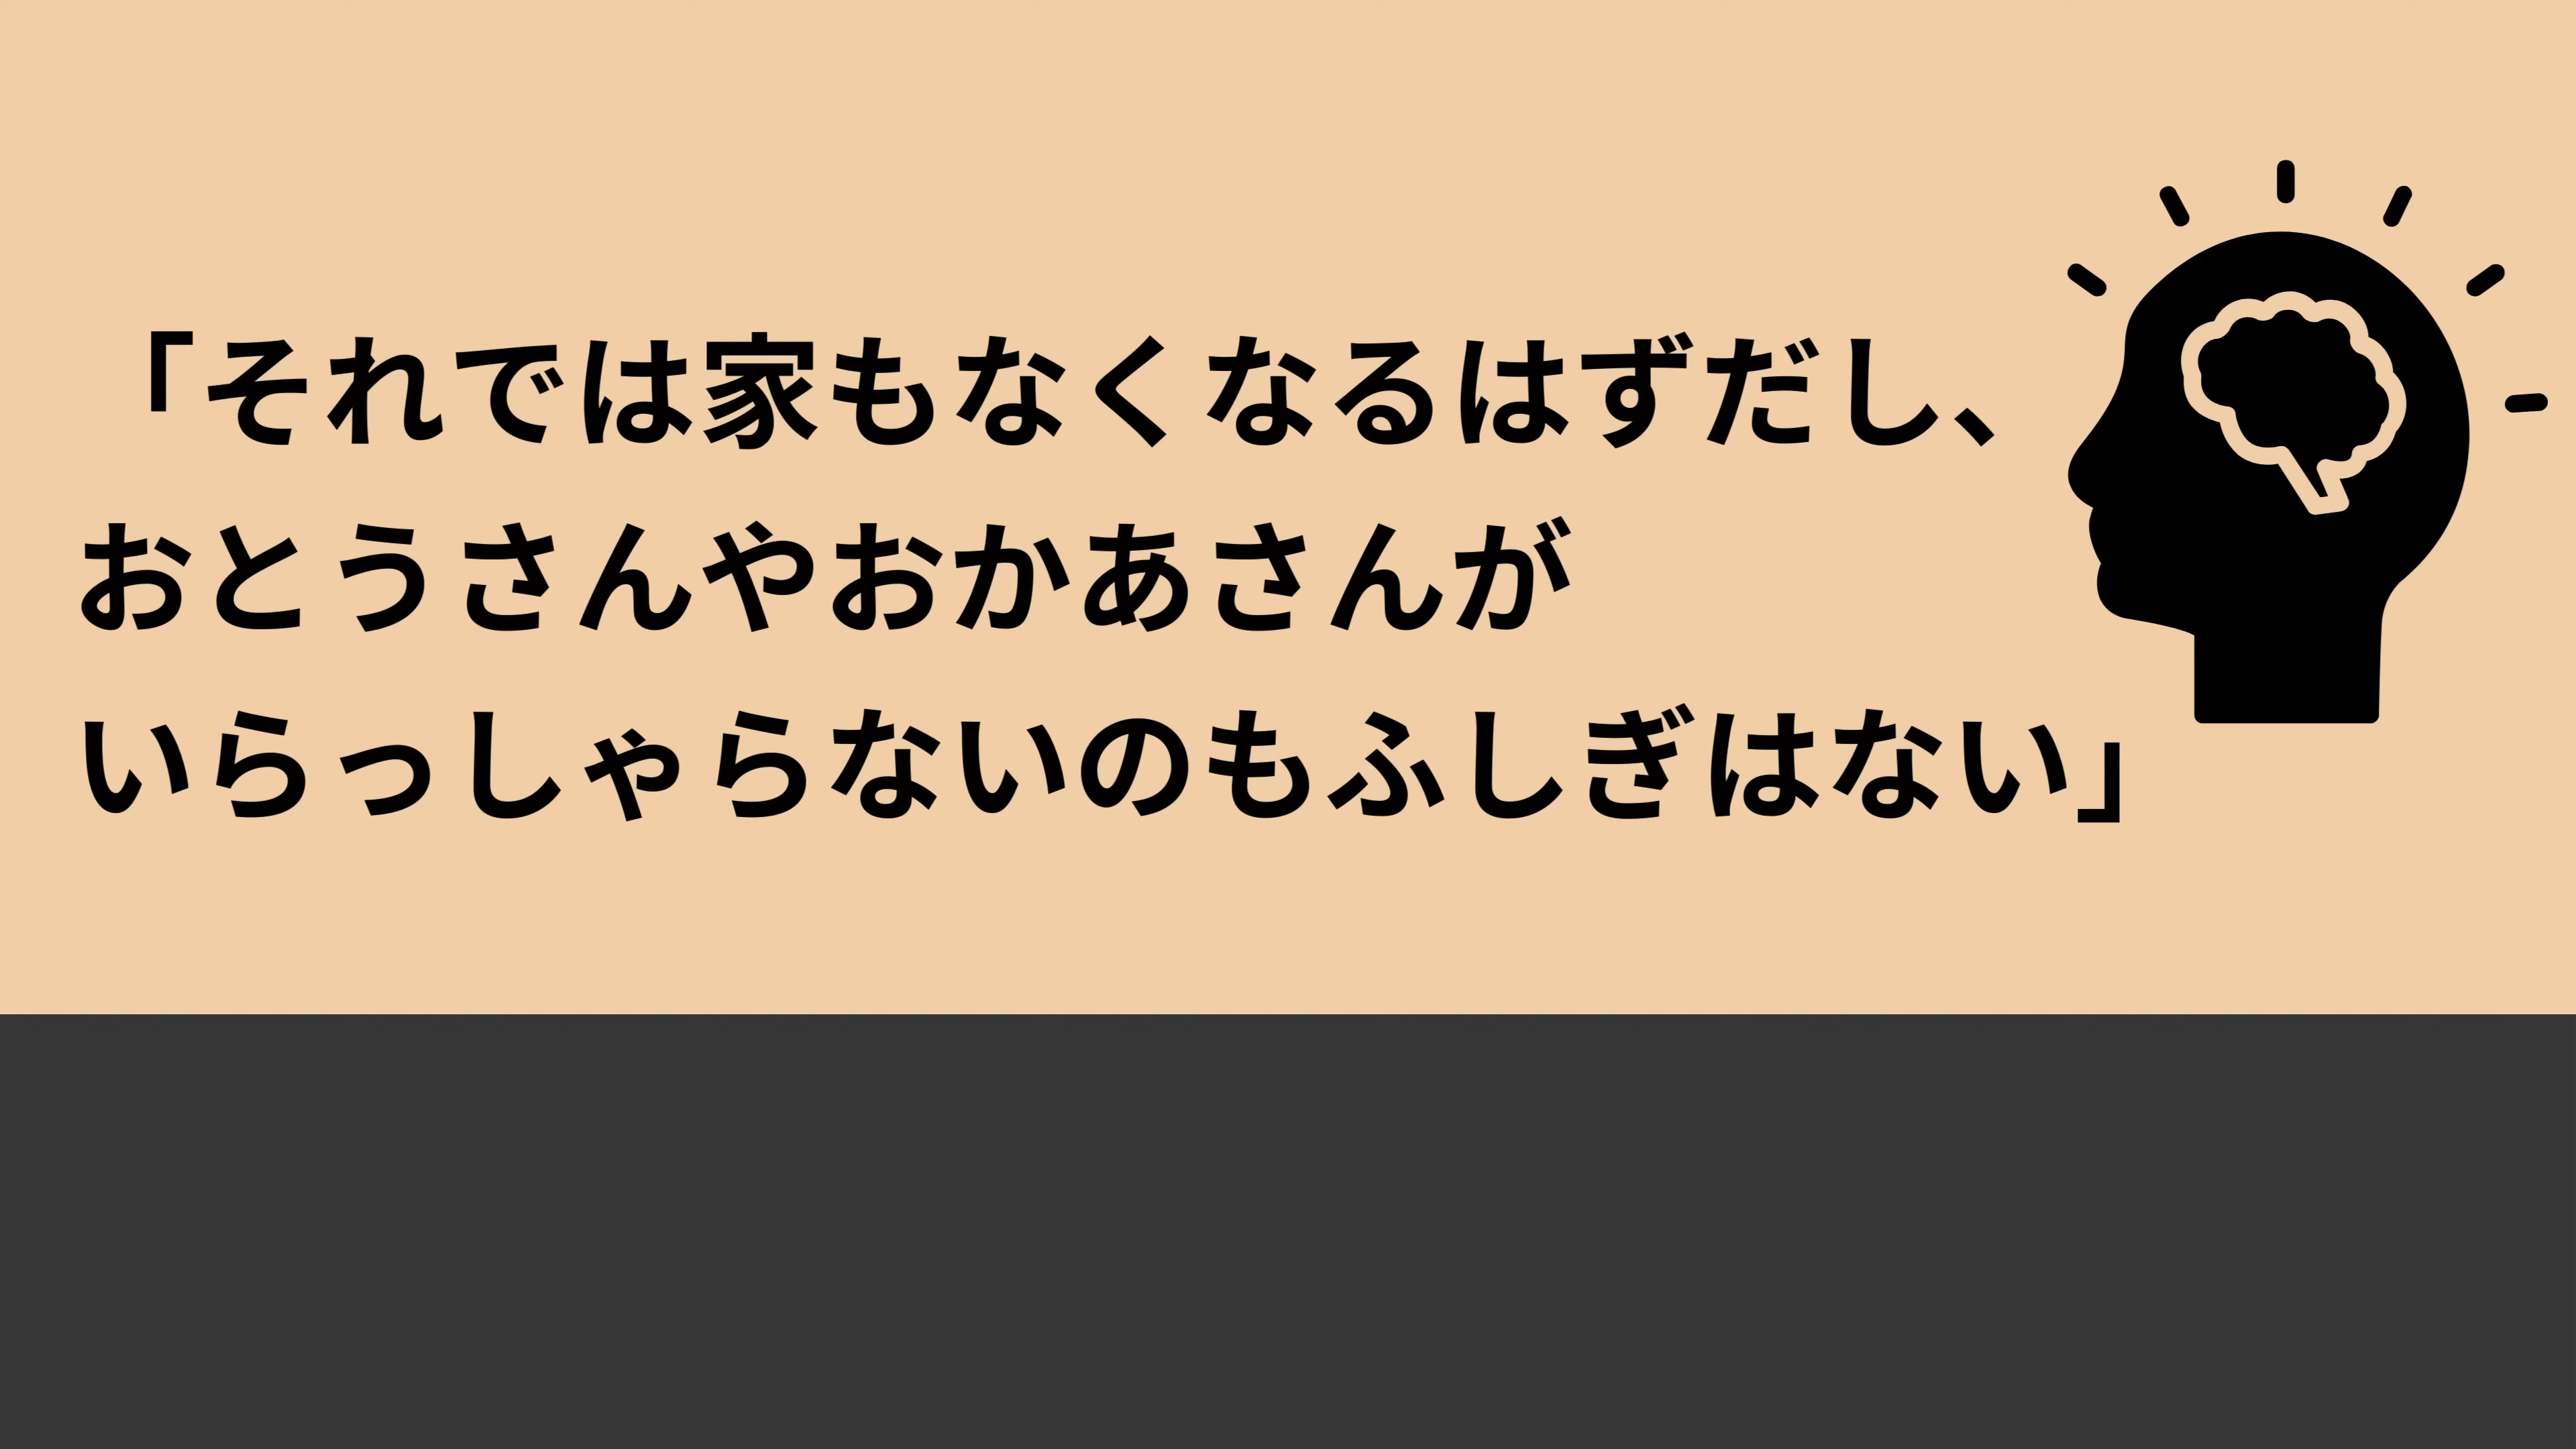 「それでは家もなくなるはずだし、
おとうさんやおかあさんが
いらっしゃらないのもふしぎはない」